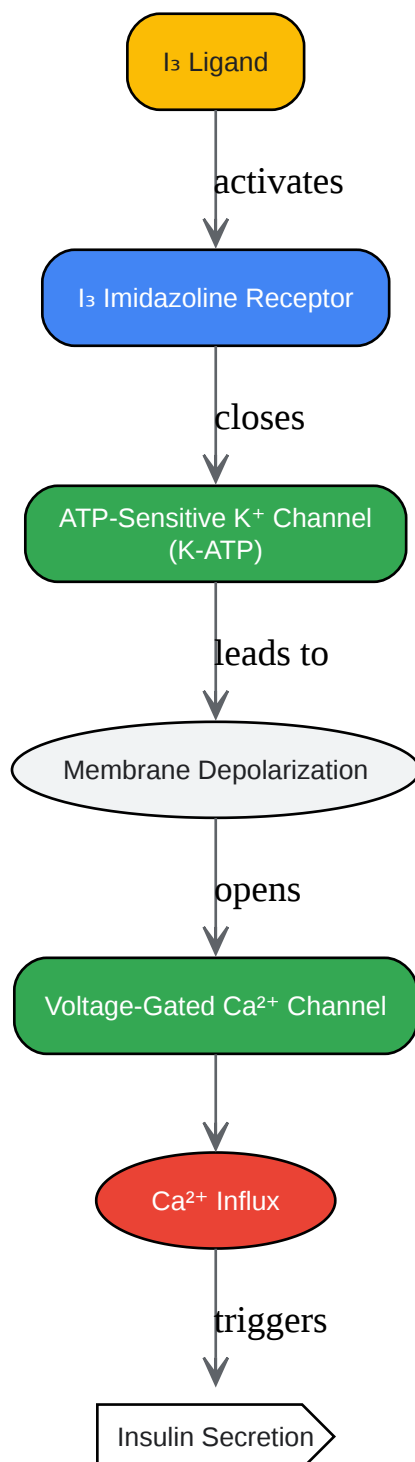 I₃ Ligand
activates
I₃ Imidazoline Receptor
closes
ATP-Sensitive K⁺ Channel
(K-ATP)
leads to
Membrane Depolarization
opens
Voltage-Gated Ca²⁺ Channel
Ca²⁺ Influx
triggers
Insulin Secretion